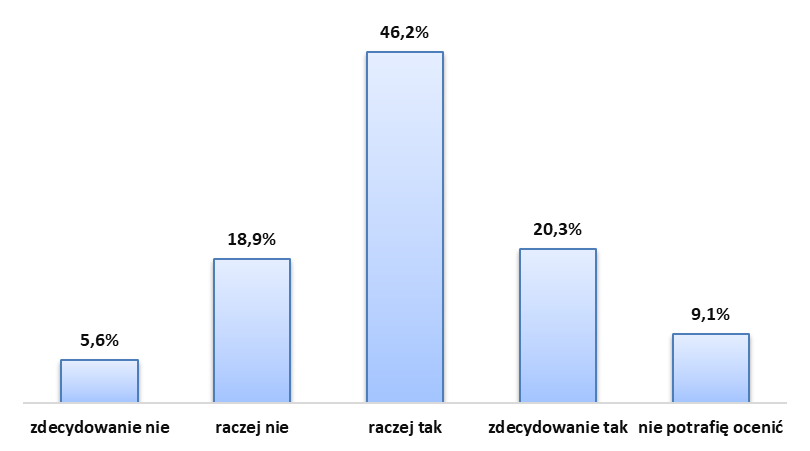 46,2%
20,3%
18,9%
9,1%
5,6%
zdecydowanie nie
raczej nie
raczej tak
zdecydowanie tak
nie potrafię ocenić